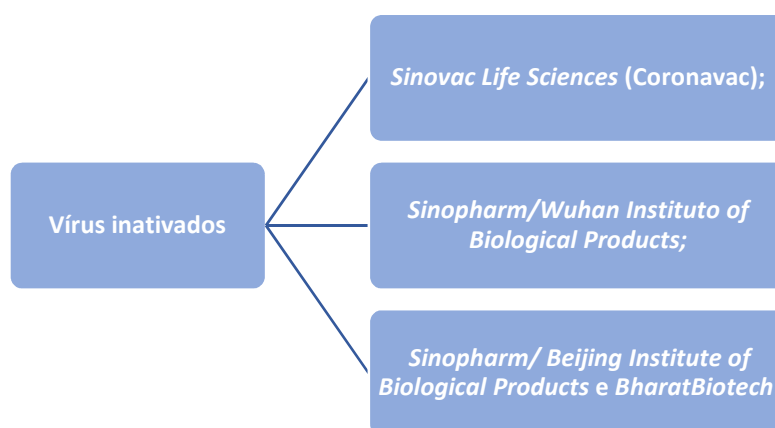 Sinovac Life Sciences (Coronavac);
Vírus inativados
Sinopharm/Wuhan Instituto of
Biological Products;
Sinopharm/ Beijing Institute of
Biological Products e BharatBiotech